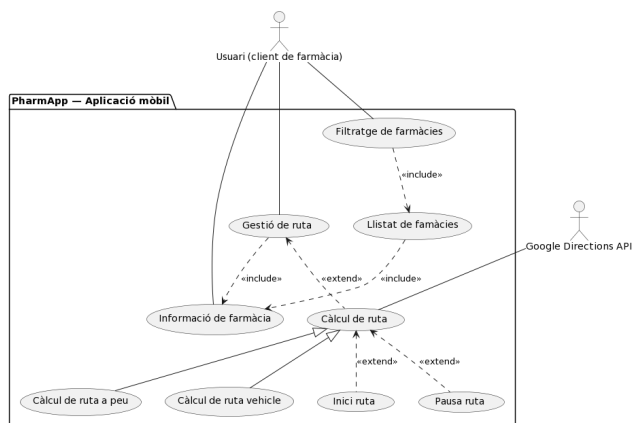 Usuari (client de farmàcia)
PharmApp — Aplicació mòbil
Filtratge de farmàcies
«include»
Gestió de ruta
Llistat de famàcies
Google Directions API
«include»
«extend»
«include»
Informació de farmàcia
Càlcul de ruta
«extend»
«extend»
Càlcul de ruta a peu
Càlcul de ruta vehicle
Inici ruta
Pausa ruta